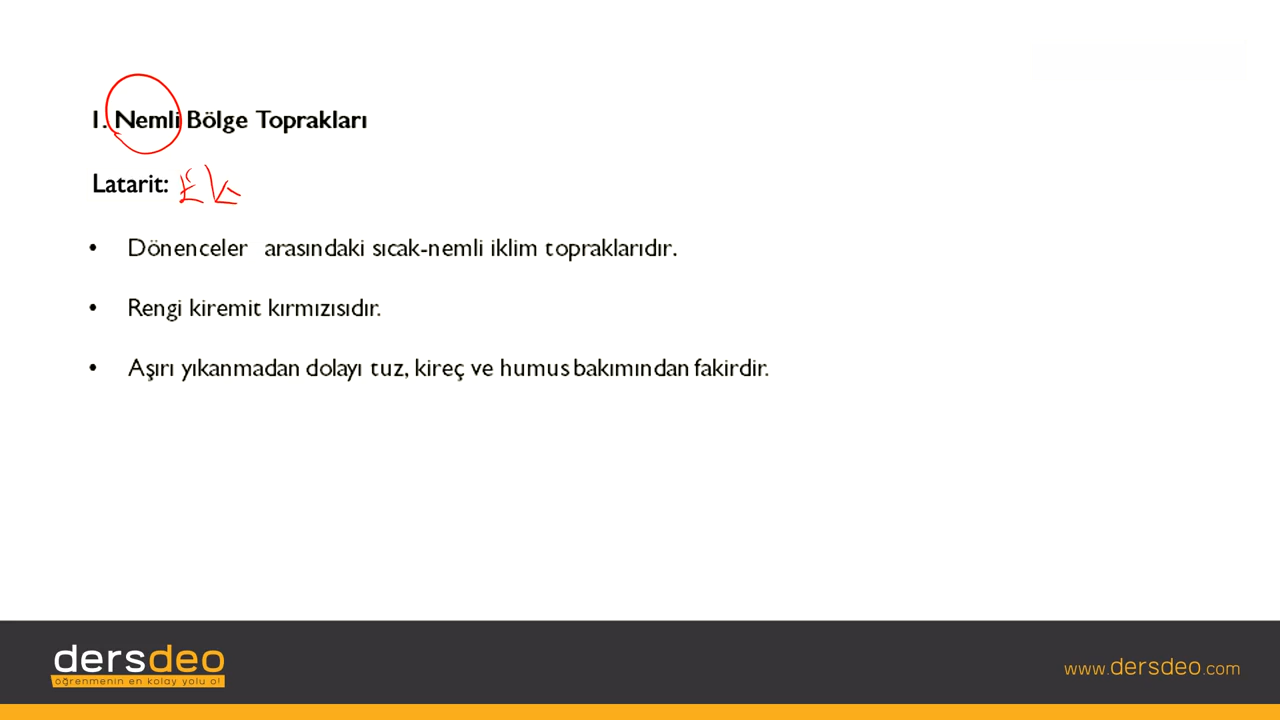 1. Nemli Bölge Toprakları
Latarit:
• Dönenceler arasındaki sıcak-nemli iklim topraklarıdır.
• Rengi kiremit kırmızısıdır.
• Aşırı yıkanmadan dolayı tuz, kireç ve humus bakımından fakirdir.
dersdeo
öğrenmenin en kolay yolu o!
www.dersdeo.com